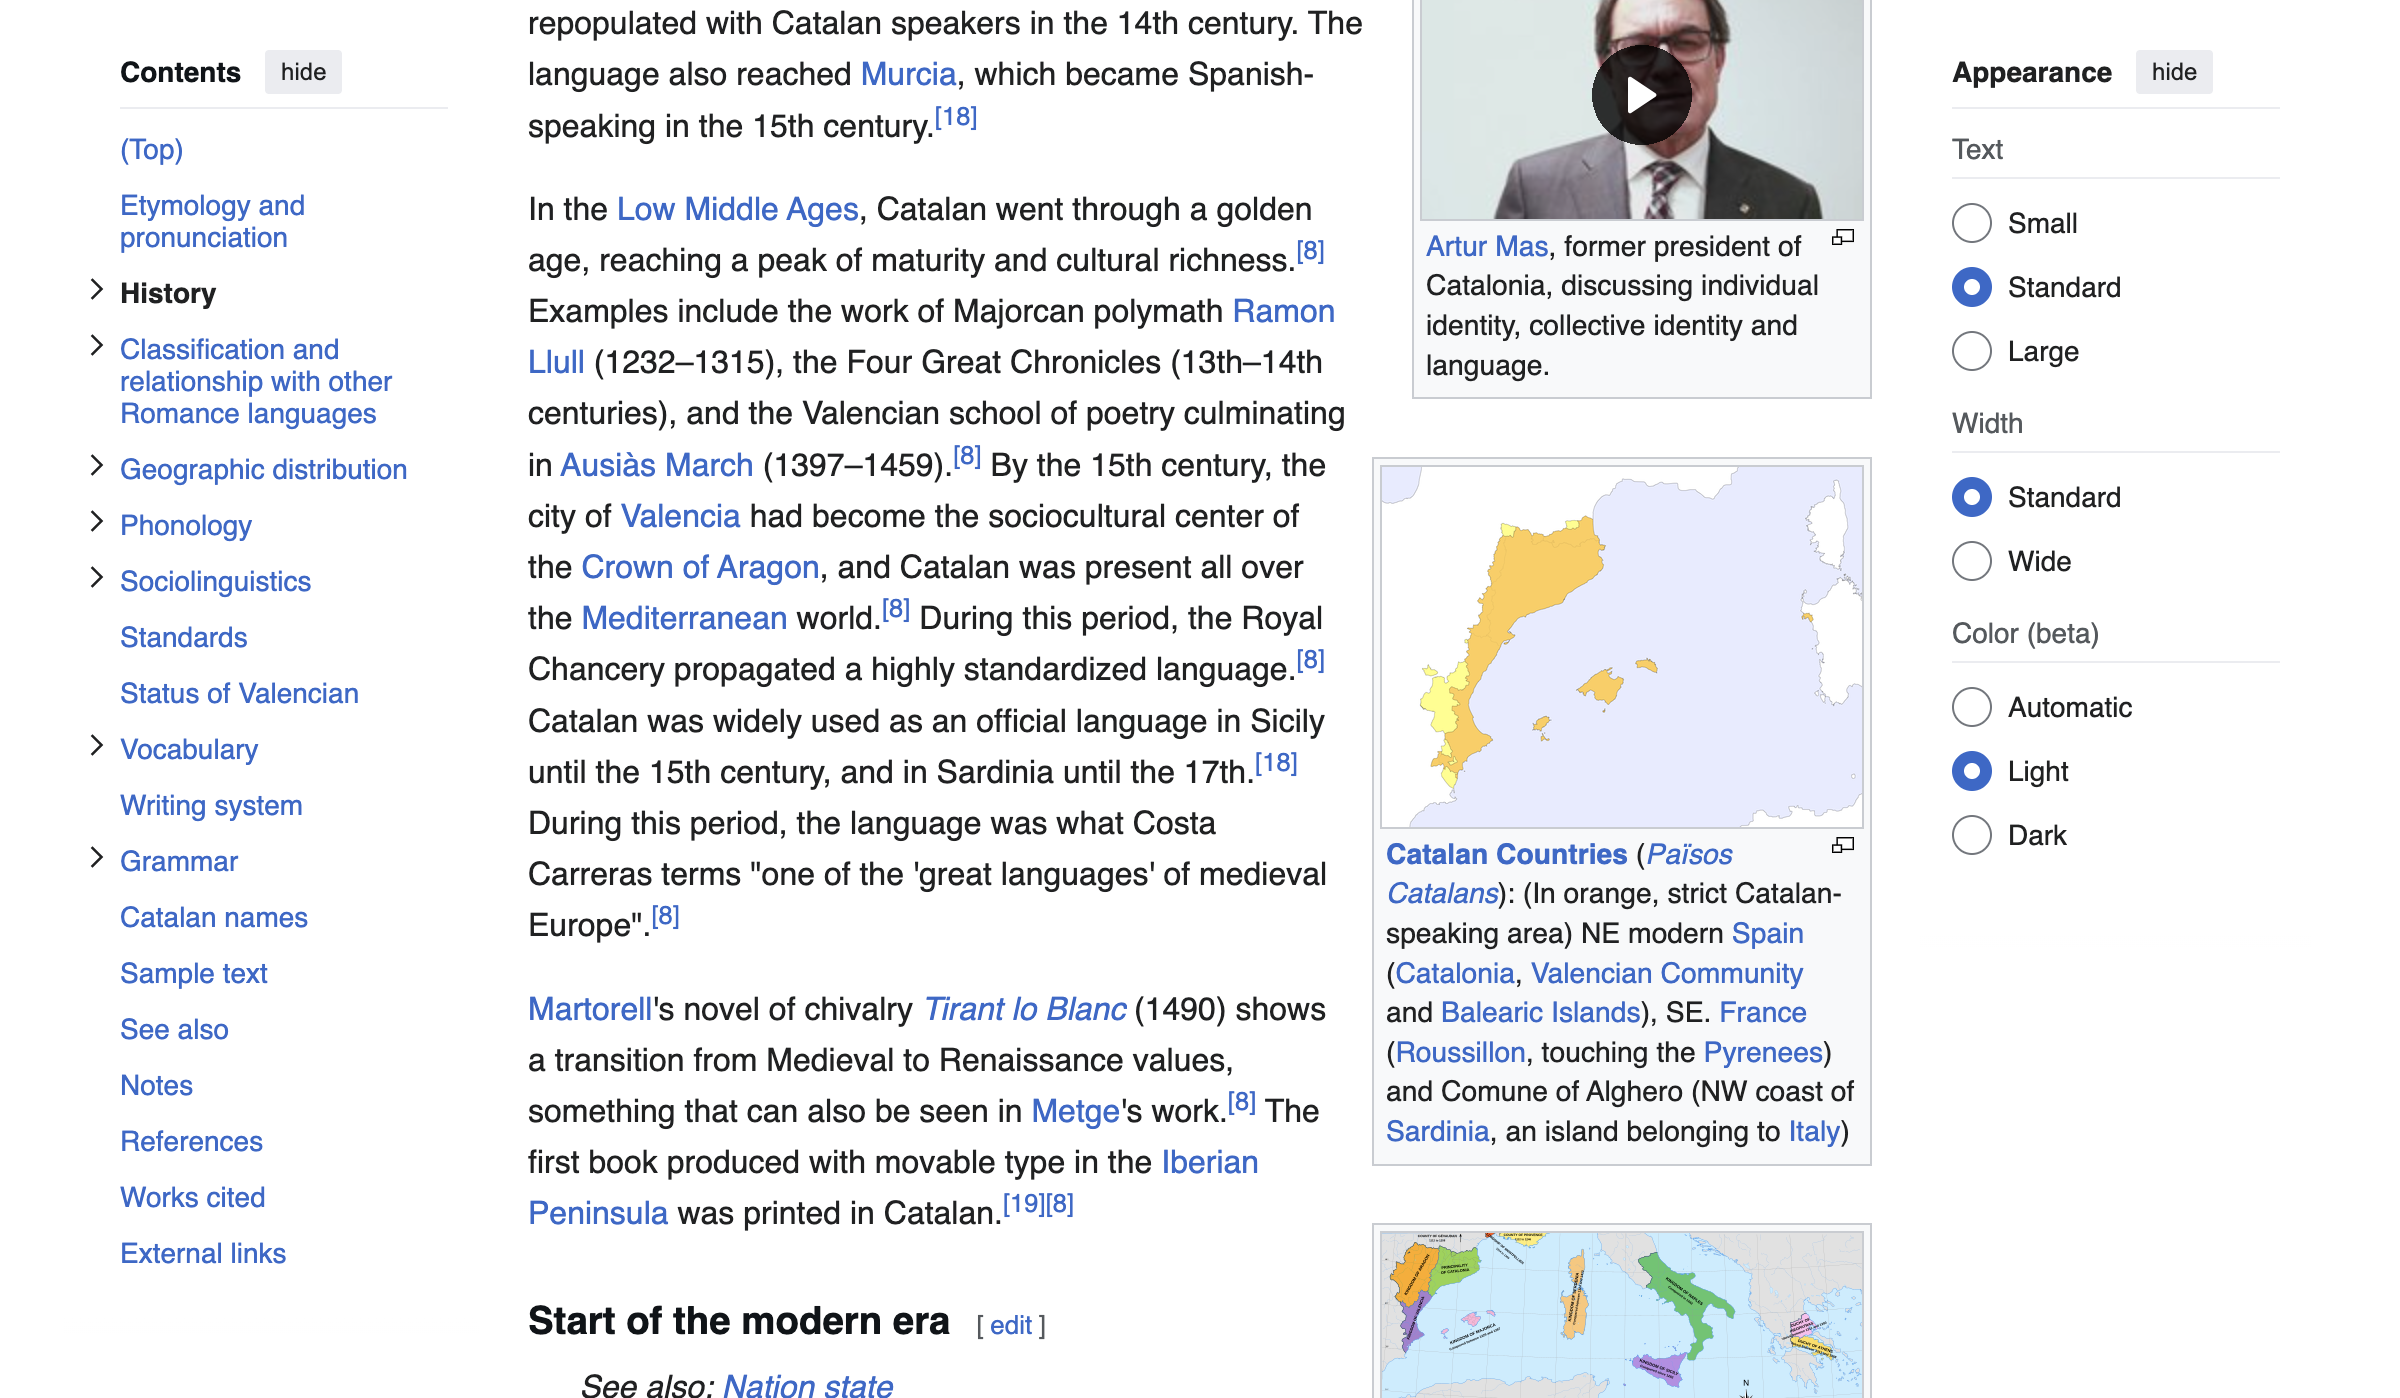 Contents hide
(Top)
Etymology and
pronunciation
History
Classification and
relationship with other
Romance languages
Geographic distribution
Phonology
Sociolinguistics
Standards
Status of Valencian
Vocabulary
Writing system
Grammar
Catalan names
Sample text
See also
Notes
References
Works cited
External links
repopulated with Catalan speakers in the 14th century. The
language also reached Murcia, which became Spanish-
speaking in the 15th century.[18]
In the Low Middle Ages, Catalan went through a golden
age, reaching a peak of maturity and cultural richness.[8]
Examples include the work of Majorcan polymath Ramon
Llull (1232–1315), the Four Great Chronicles (13th–14th
centuries), and the Valencian school of poetry culminating
in Ausiàs March (1397–1459).[8] By the 15th century, the
city of Valencia had become the sociocultural center of
the Crown of Aragon, and Catalan was present all over
the Mediterranean world.[8] During this period, the Royal
Chancery propagated a highly standardized language.[8]
Catalan was widely used as an official language in Sicily
until the 15th century, and in Sardinia until the 17th.[18]
During this period, the language was what Costa
Carreras terms "one of the 'great languages' of medieval
Europe".[8]
Martorell's novel of chivalry Tirant lo Blanc (1490) shows
a transition from Medieval to Renaissance values,
something that can also be seen in Metge's work.[8] The
first book produced with movable type in the Iberian
Peninsula was printed in Catalan.[19][8]
Start of the modern era [ edit ]
See also: Nation state
Artur Mas, former president of
Catalonia, discussing individual
identity, collective identity and
language.
Catalan Countries (Països
Catalans): (In orange, strict Catalan-
speaking area) NE modern Spain
(Catalonia, Valencian Community
and Balearic Islands), SE. France
(Roussillon, touching the Pyrenees)
and Comune of Alghero (NW coast of
Sardinia, an island belonging to Italy)
PRINCIPALITY
OF CATALONIA
KINGDOM OF MAJORCA
KINGDOM OF NAPLES
KINGDOM OF SICILY
N
Appearance hide
Text
Small
Standard
Large
Width
Standard
Wide
Color (beta)
Automatic
Light
Dark